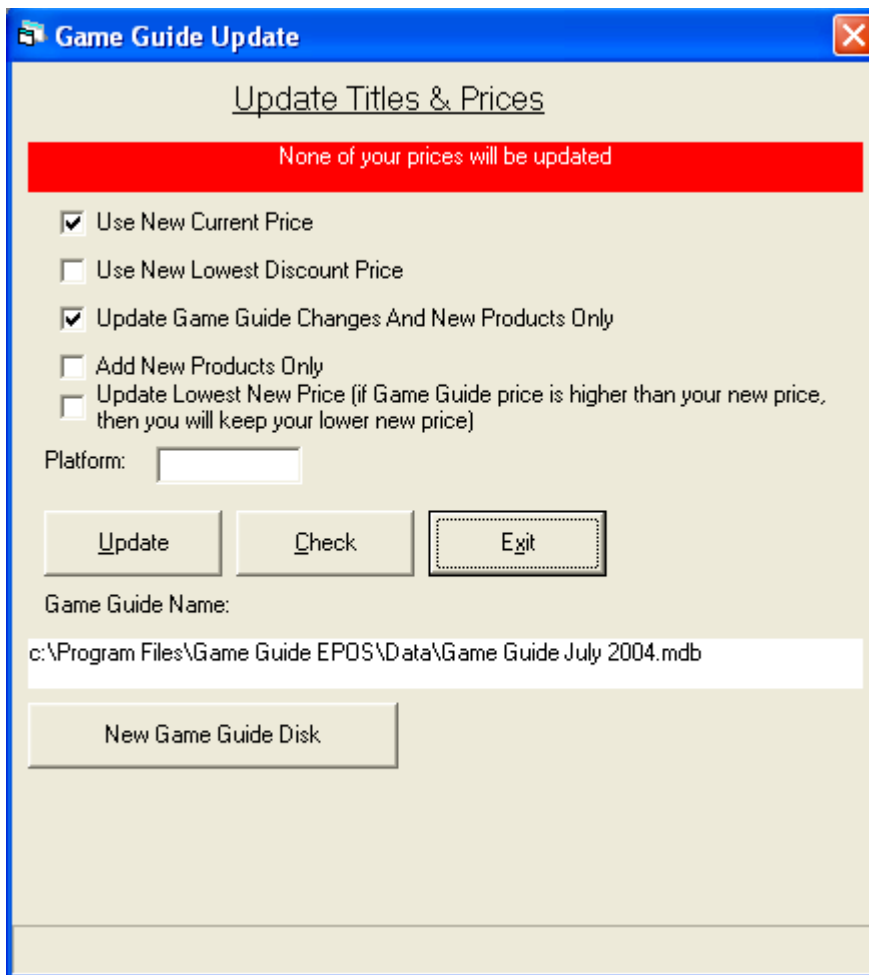 Game Guide Update
Update Titles & Prices
None of your prices will be updated
Use New Current Price
Use New Lowest Discount Price
Update Game Guide Changes And New Products Only
Add New Products Only
Update Lowest New Price (if Game Guide price is higher than your new price,
then you will keep your lower new price)
Platform:
Update Check Exit
Game Guide Name:
c:\Program Files\Game Guide EPOS\Data\Game Guide July 2004.mdb
New Game Guide Disk